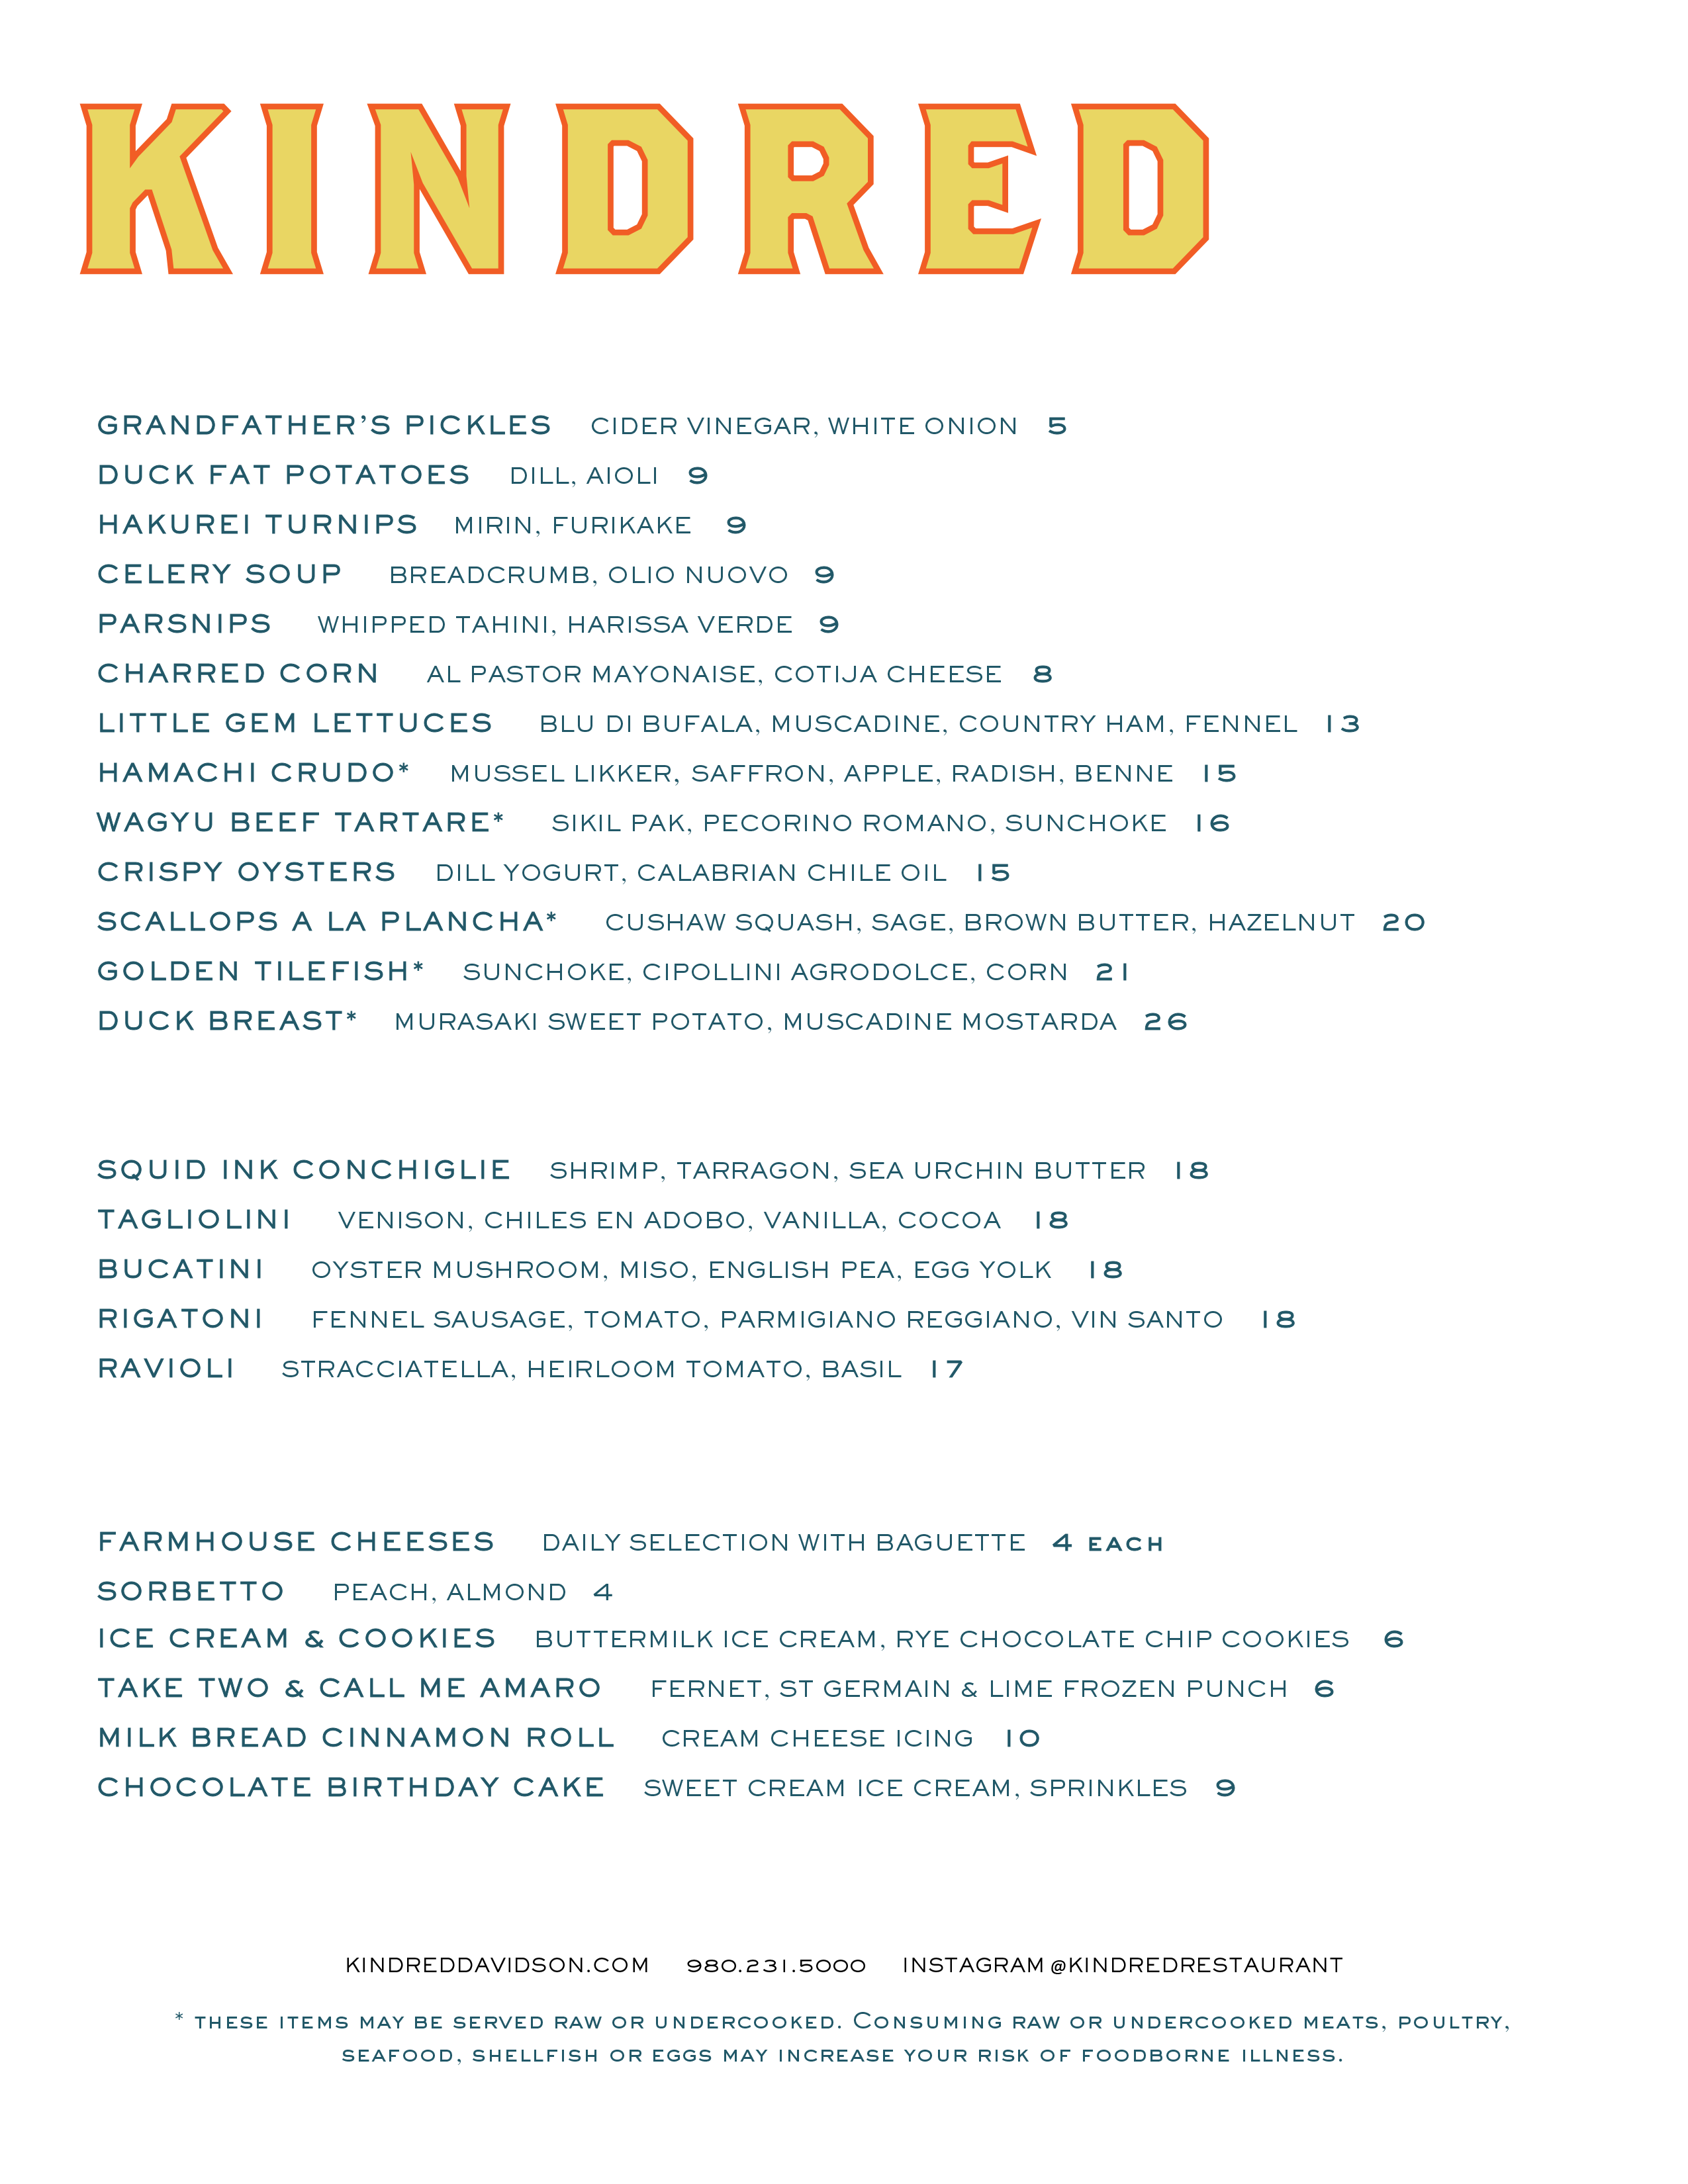 KINDRED
GRANDFATHER’S PICKLES CIDER VINEGAR, WHITE ONION 5
DUCK FAT POTATOES DILL, AIOLI 9
HAKUREI TURNIPS MIRIN, FURIKAKE 9
CELERY SOUP BREADCRUMB, OLIO NUOVO 9
PARSNIPS WHIPPED TAHINI, HARISSA VERDE 9
CHARRED CORN AL PASTOR MAYONAISE, COTIJA CHEESE 8
LITTLE GEM LETTUCES BLU DI BUFALA, MUSCADINE, COUNTRY HAM, FENNEL 13
HAMACHI CRUDO* MUSSEL LIKKER, SAFFRON, APPLE, RADISH, BENNE 15
WAGYU BEEF TARTARE* SIKIL PAK, PECORINO ROMANO, SUNCHOKE 16
CRISPY OYSTERS DILL YOGURT, CALABRIAN CHILE OIL 15
SCALLOPS A LA PLANCHA* CUSHAW SQUASH, SAGE, BROWN BUTTER, HAZELNUT 20
GOLDEN TILEFISH* SUNCHOKE, CIPOLLINI AGRODOLCE, CORN 21
DUCK BREAST* MURASAKI SWEET POTATO, MUSCADINE MOSTARDA 26
SQUID INK CONCHIGLIE SHRIMP, TARRAGON, SEA URCHIN BUTTER 18
TAGLIOLINI VENISON, CHILES EN ADOBO, VANILLA, COCOA 18
BUCATINI OYSTER MUSHROOM, MISO, ENGLISH PEA, EGG YOLK 18
RIGATONI FENNEL SAUSAGE, TOMATO, PARMIGIANO REGGIANO, VIN SANTO 18
RAVIOLI STRACCIATELLA, HEIRLOOM TOMATO, BASIL 17
FARMHOUSE CHEESES DAILY SELECTION WITH BAGUETTE 4 EACH
SORBETTO PEACH, ALMOND 4
ICE CREAM & COOKIES BUTTERMILK ICE CREAM, RYE CHOCOLATE CHIP COOKIES 6
TAKE TWO & CALL ME AMARO FERNET, ST GERMAIN & LIME FROZEN PUNCH 6
MILK BREAD CINNAMON ROLL CREAM CHEESE ICING 10
CHOCOLATE BIRTHDAY CAKE SWEET CREAM ICE CREAM, SPRINKLES 9
KINDREDDAVIDSON.COM 980.231.5000 INSTAGRAM @KINDREDRESTAURANT
* THESE ITEMS MAY BE SERVED RAW OR UNDERCOOKED. CONSUMING RAW OR UNDERCOOKED MEATS, POULTRY,
SEAFOOD, SHELLFISH OR EGGS MAY INCREASE YOUR RISK OF FOODBORNE ILLNESS.